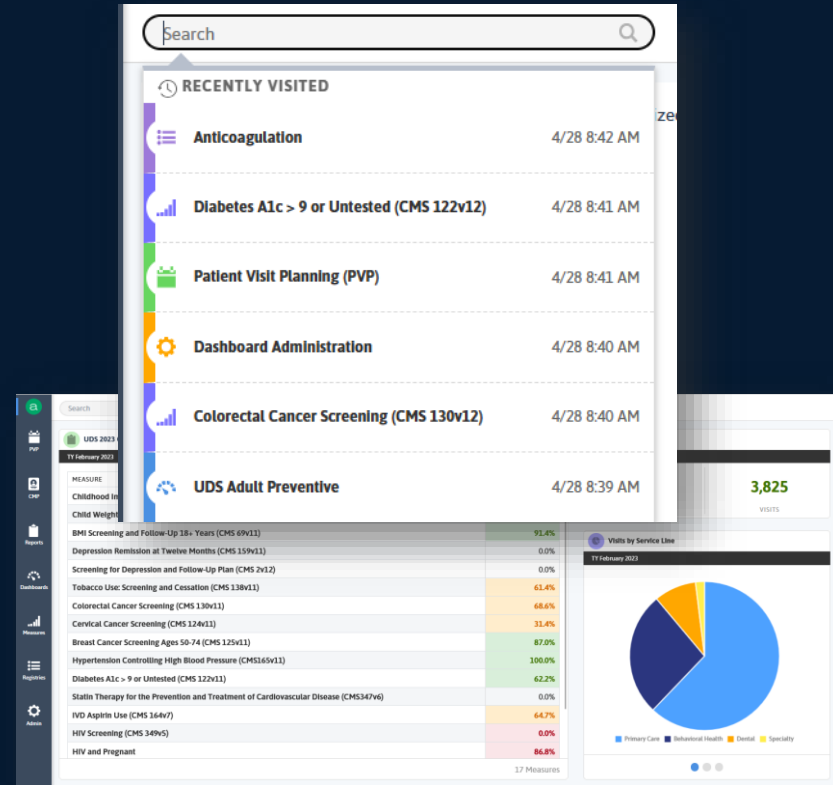 Search
RECENTLY VISITED
Anticoagulation 4/28 8:42 AM
Diabetes A1c > 9 or Untested (CMS 122v12) 4/28 8:41 AM
Patient Visit Planning (PVP) 4/28 8:41 AM
Dashboard Administration 4/28 8:40 AM
Colorectal Cancer Screening (CMS 130v12) 4/28 8:40 AM
UDS Adult Preventive 4/28 8:39 AM
a
PVP
CMP
Reports
Dashboards
Measures
Registries
Admin
Search
UDS 2023
TY February 2023
MEASURE
Childhood
Child Weight
BMI Screening and Follow-Up 18+ Years (CMS 69v11) 91.4%
Depression Remission at Twelve Months (CMS 159v11) 0.0%
Screening for Depression and Follow-Up Plan (CMS 2v12) 0.0%
Tobacco Use: Screening and Cessation (CMS 138v11) 61.4%
Colorectal Cancer Screening (CMS 130v11) 68.6%
Cervical Cancer Screening (CMS 124v11) 31.4%
Breast Cancer Screening Ages 50-74 (CMS 125v11) 87.0%
Hypertension Controlling High Blood Pressure (CMS165v11) 100.0%
Diabetes A1c > 9 or Untested (CMS 122v11) 62.2%
Statin Therapy for the Prevention and Treatment of Cardiovascular Disease (CMS347v6) 0.0%
IVD Aspirin Use (CMS 164v7) 64.7%
HIV Screening (CMS 349v5) 0.0%
HIV and Pregnant 86.8%
17 Measures
3,825
VISITS
Visits by Service Line
TY February 2023
Primary Care Behavioral Health Dental Specialty